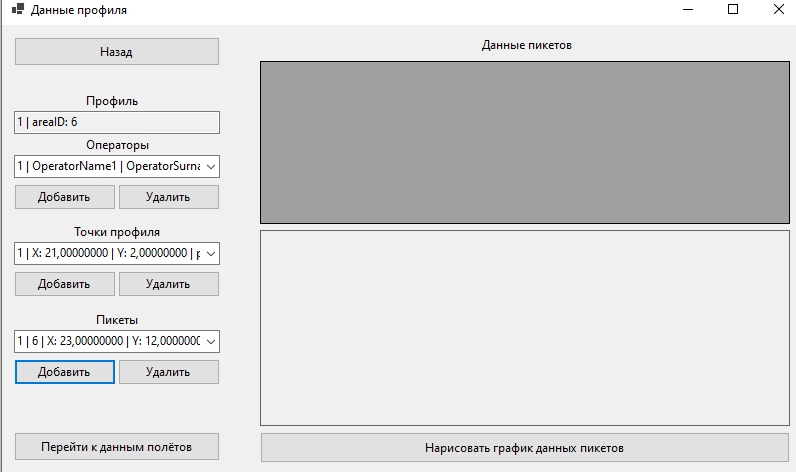 Данные профиля
Назад
Профиль
1 | areaID: 6
Операторы
1 | OperatorName1 | OperatorSurna
Добавить
Удалить
Точки профиля
1 | X: 21,00000000 | Y: 2,00000000 | p
Добавить
Удалить
Пикеты
1 | 6 | X: 23,00000000 | Y: 12,0000000
Добавить
Удалить
Перейти к данным полётов
Данные пикетов
Нарисовать график данных пикетов